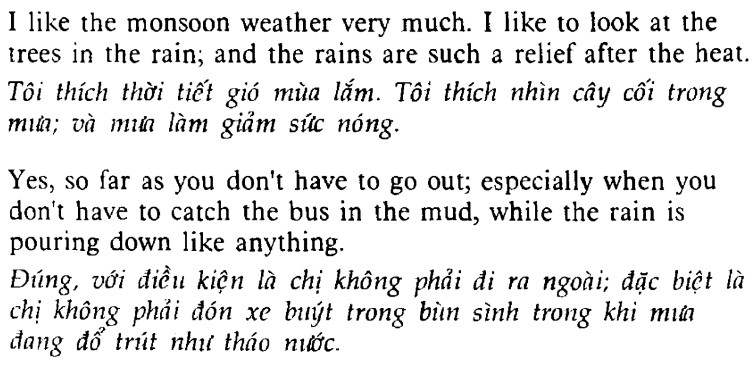 I like the monsoon weather very much. I like to look at the
trees in the rain; and the rains are such a relief after the heat.
Tôi thích thời tiết gió mùa lắm. Tôi thích nhìn cây cối trong
mưa; và mưa làm giảm sức nóng.
Yes, so far as you don't have to go out; especially when you
don't have to catch the bus in the mud, while the rain is
pouring down like anything.
Đúng, với điều kiện là chị không phải đi ra ngoài; đặc biệt là
chị không phải đón xe buýt trong bùn sình trong khi mưa
đang đổ trút như tháo nước.